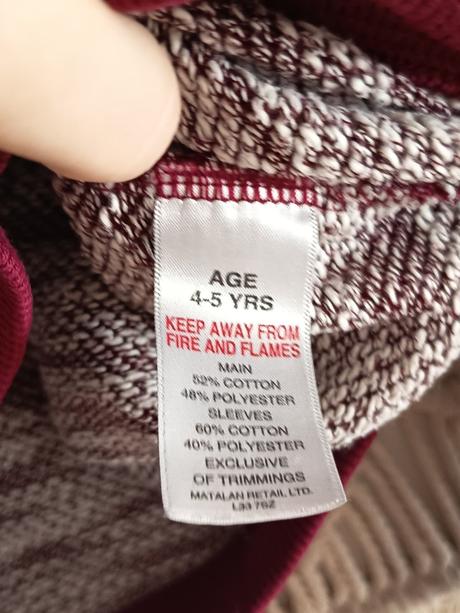 AGE
4-5 YRS
KEEP AWAY FROM
FIRE AND FLAMES
MAIN
52% COTTON
48% POLYESTER
SLEEVES
60% COTTON
40% POLYESTER
EXCLUSIVE
OF TRIMMINGS
MATALAN RETAIL LTD.
L33 7SZ